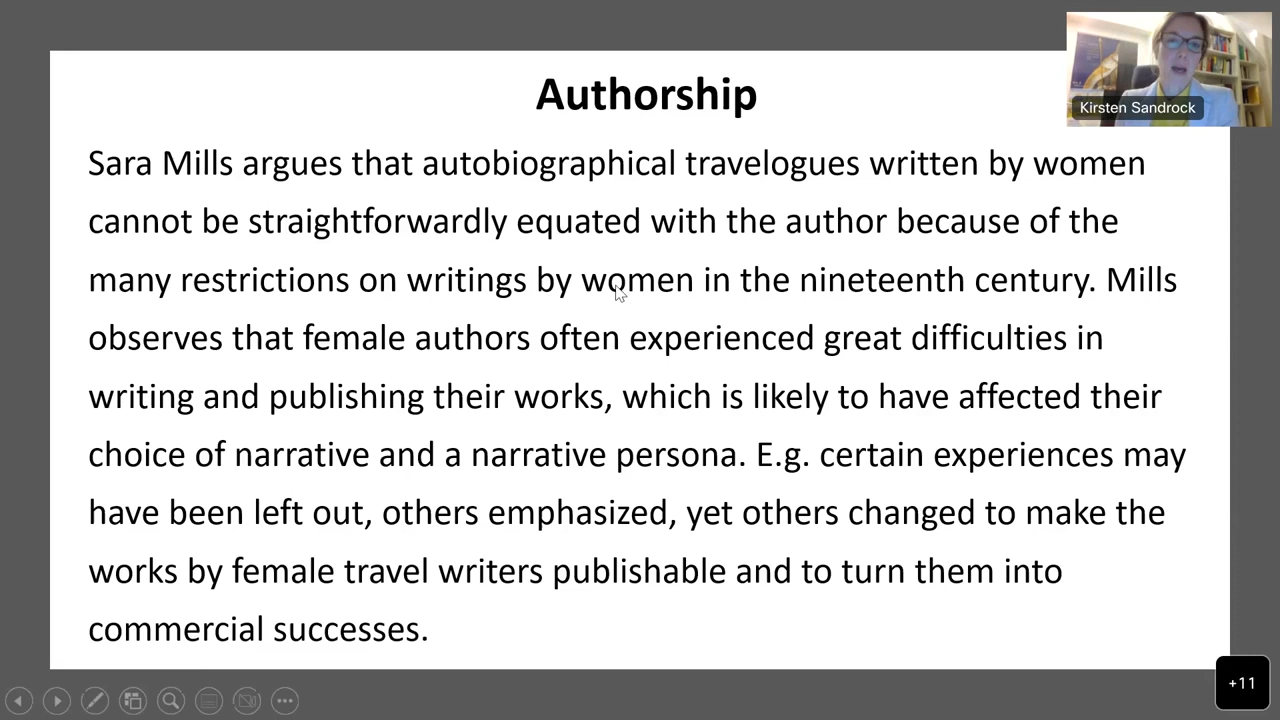 Authorship
Kirsten Sandrock
Sara Mills argues that autobiographical travelogues written by women
cannot be straightforwardly equated with the author because of the
many restrictions on writings by women in the nineteenth century. Mills
observes that female authors often experienced great difficulties in
writing and publishing their works, which is likely to have affected their
choice of narrative and a narrative persona. E.g. certain experiences may
have been left out, others emphasized, yet others changed to make the
works by female travel writers publishable and to turn them into
commercial successes.
+11